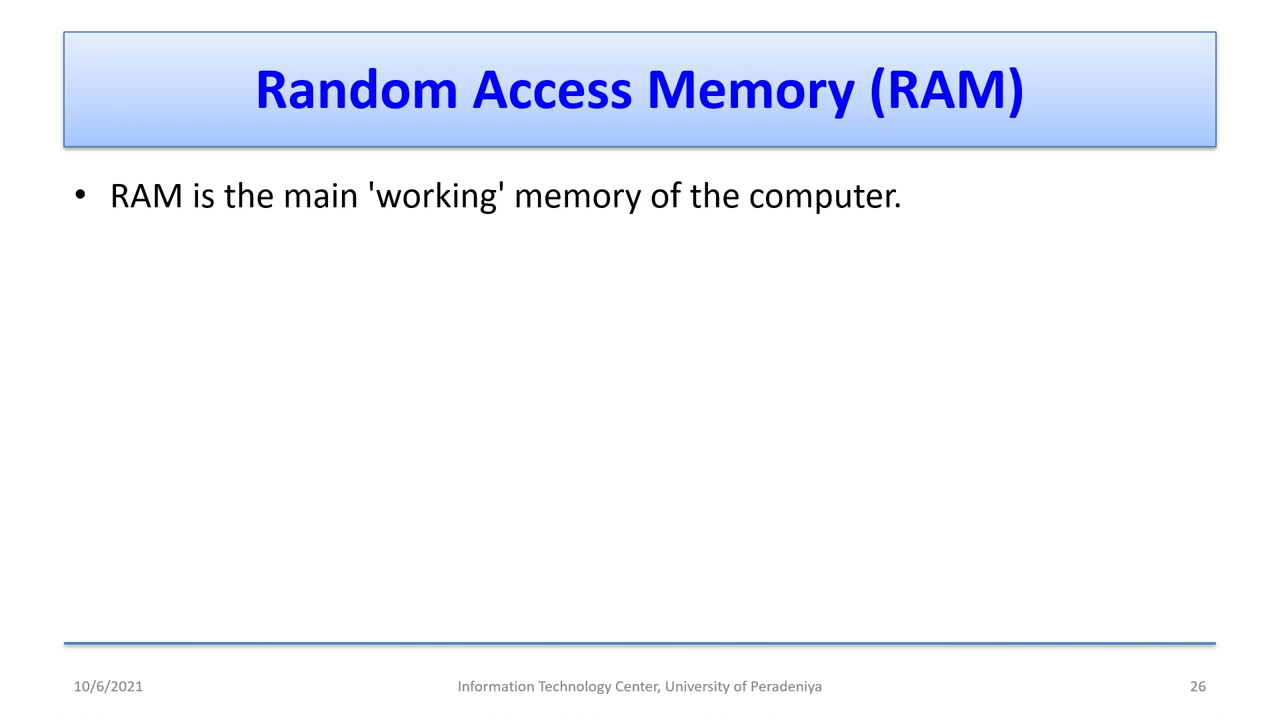 Random Access Memory (RAM)
• RAM is the main 'working' memory of the computer.
10/6/2021
Information Technology Center, University of Peradeniya
26